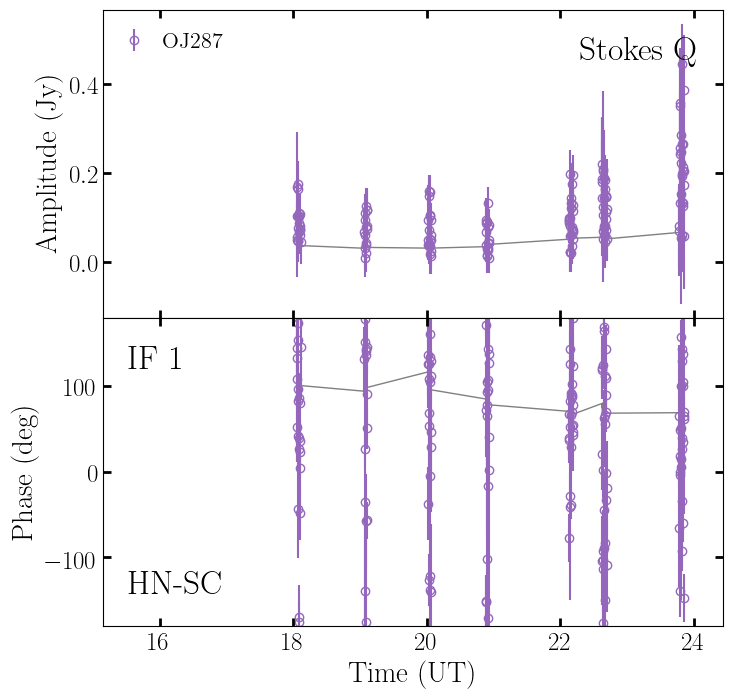 OJ287
Stokes Q
Amplitude (Jy)
0.4
0.2
0.0
IF 1
HN-SC
Phase (deg)
100
0
−100
16 18 20 22 24
Time (UT)